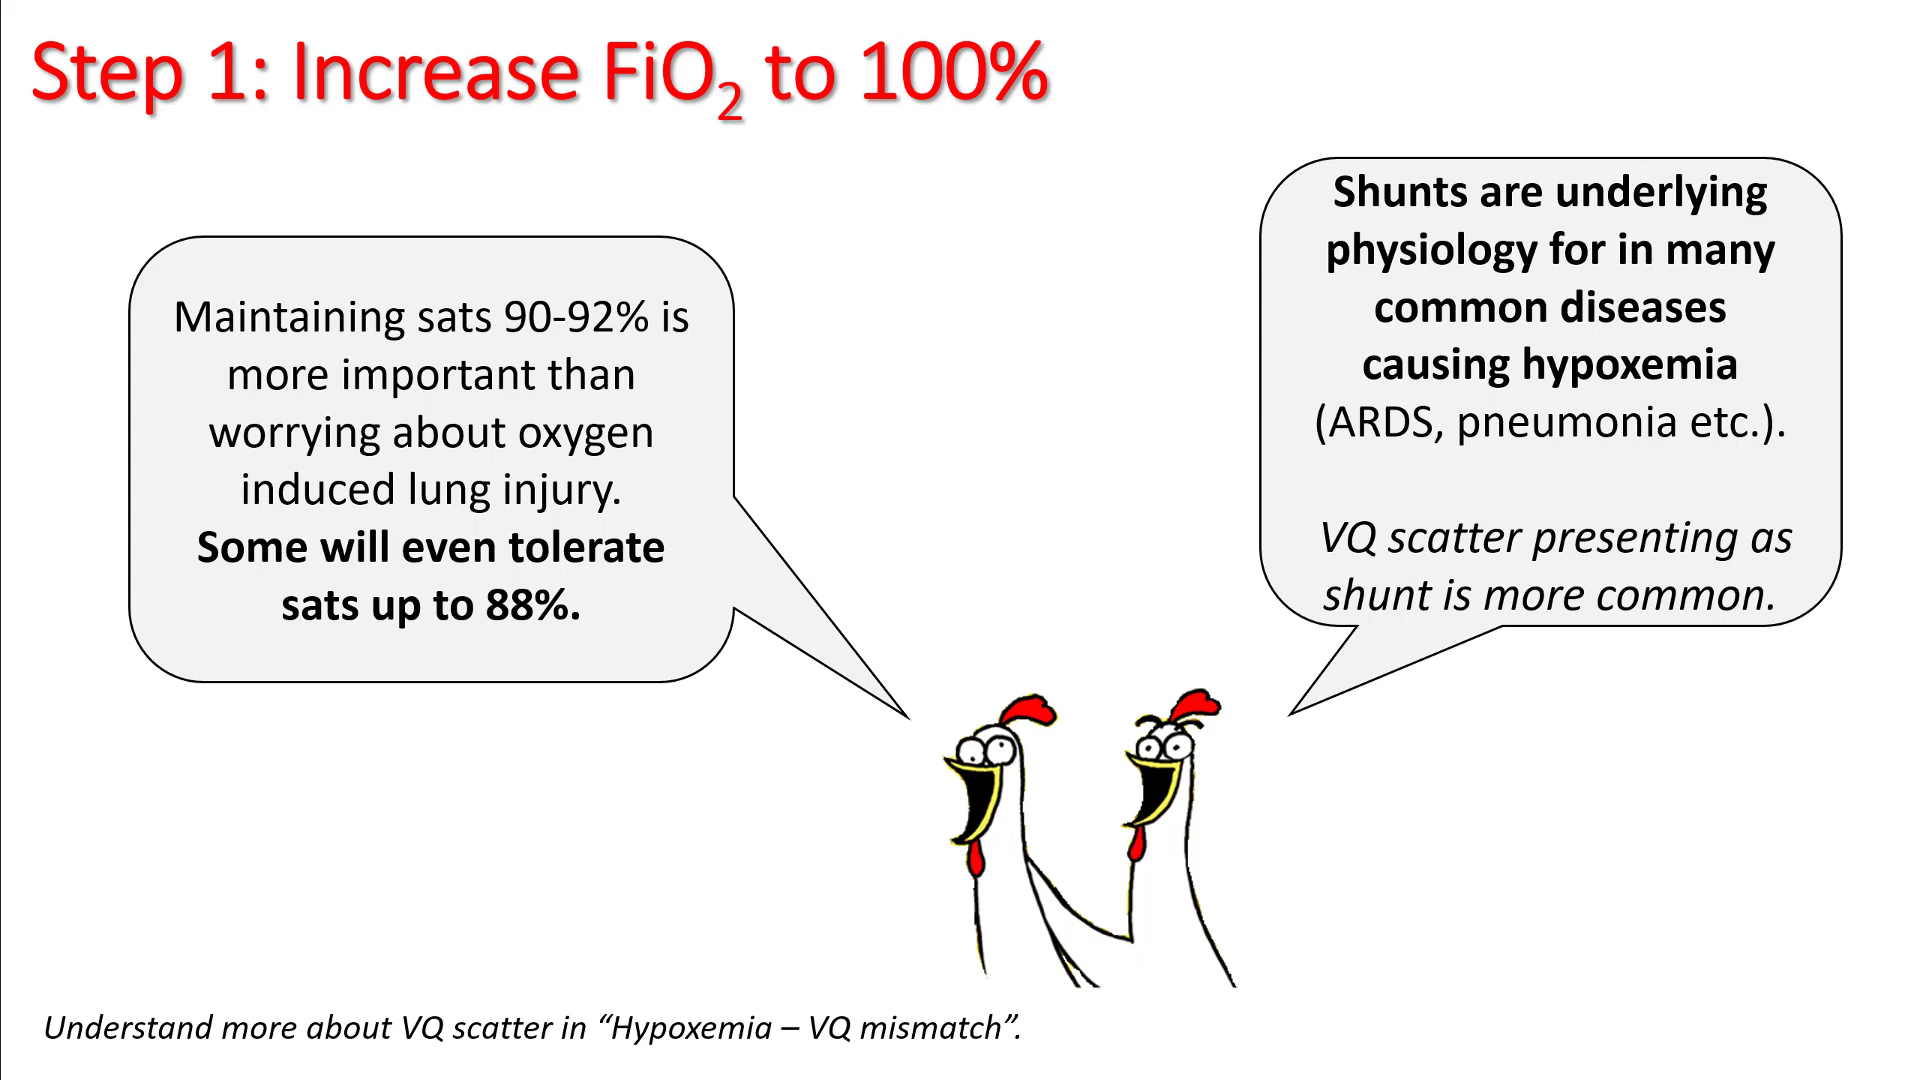 Step 1: Increase FiO₂ to 100%
Maintaining sats 90-92% is
more important than
worrying about oxygen
induced lung injury.
Some will even tolerate
sats up to 88%.
Shunts are underlying
physiology for in many
common diseases
causing hypoxemia
(ARDS, pneumonia etc.).
VQ scatter presenting as
shunt is more common.
Understand more about VQ scatter in “Hypoxemia – VQ mismatch”.